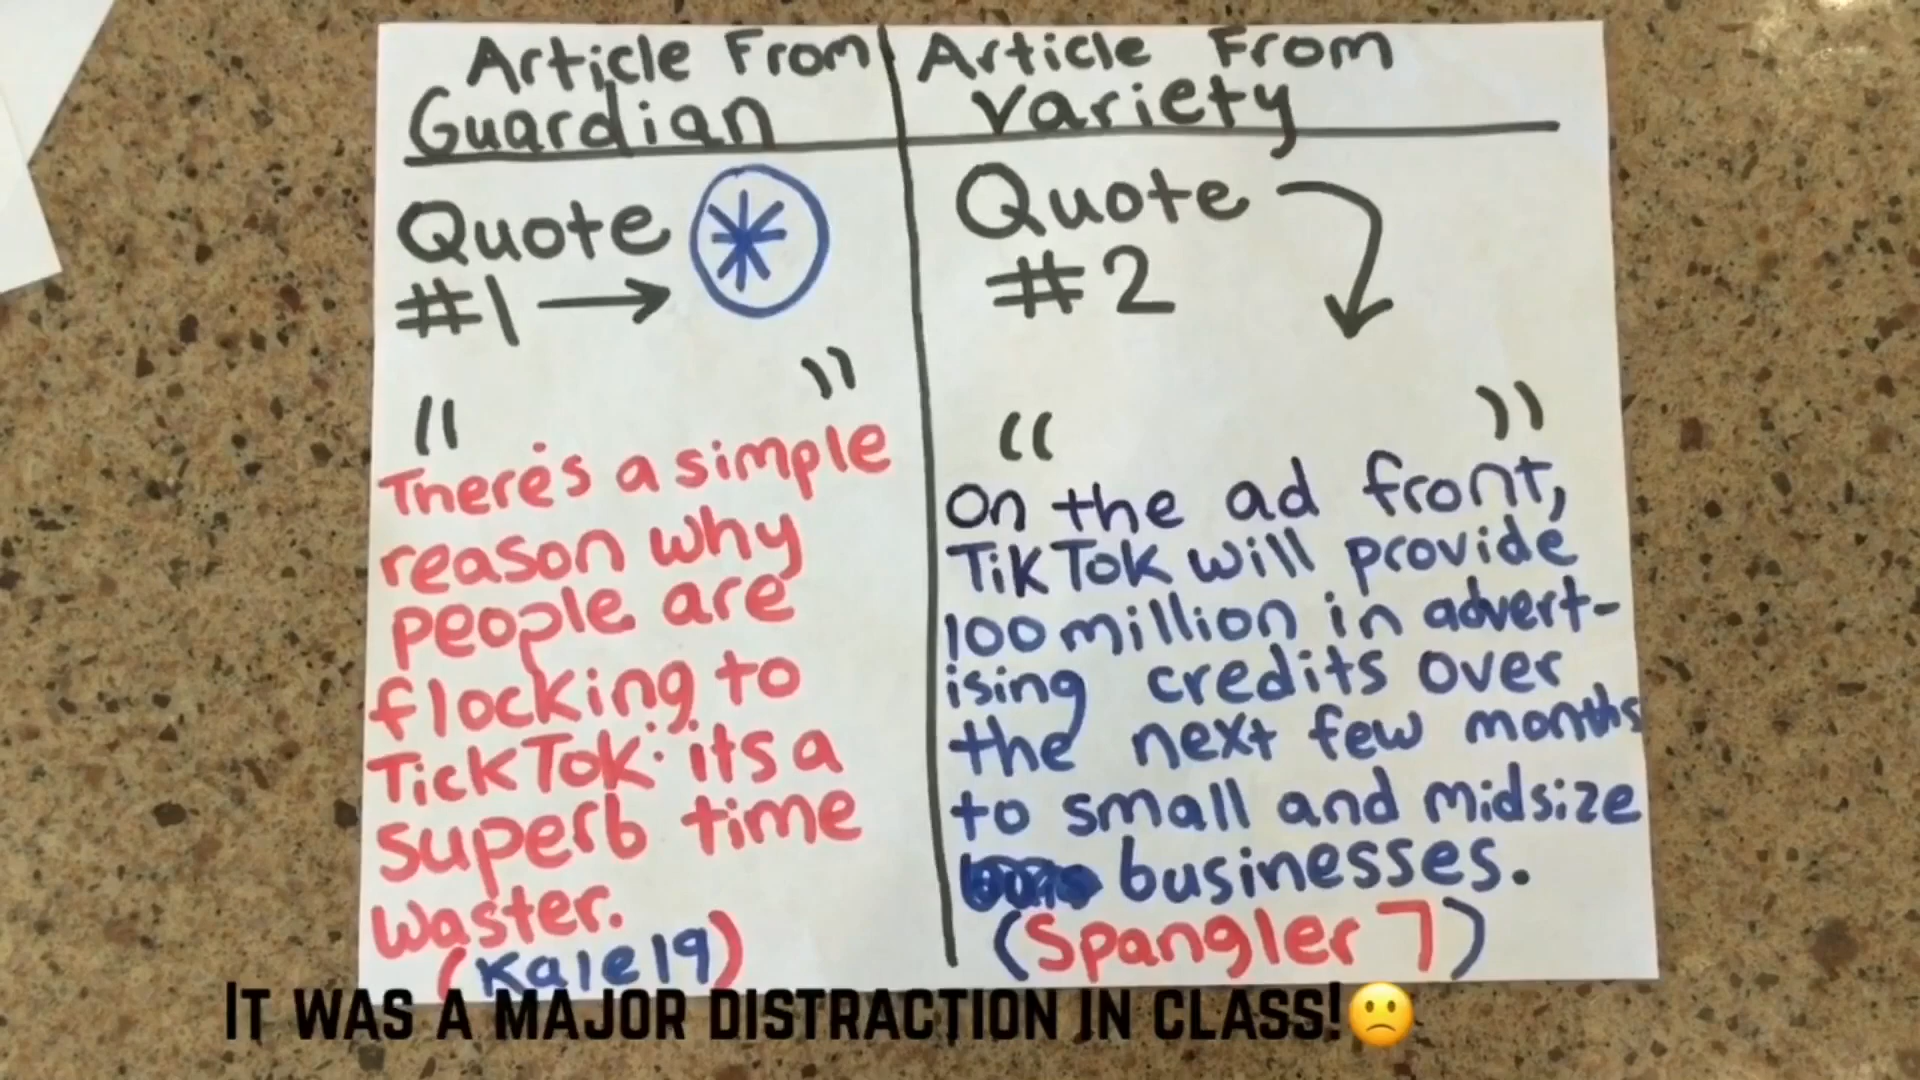 Article From
Guardian
Quote
#1 →
"
"
There's a simple
reason why
people are
flocking to
TickTok: its a
superb time
waster.
(Kale 19)
Article From
Variety
Quote
#2
"
"
On the ad front,
TikTok will provide
100 million in advert-
ising credits over
the next few months
to small and midsize
businesses.
(Spangler 7)
IT WAS A MAJOR DISTRACTION IN CLASS!🙁